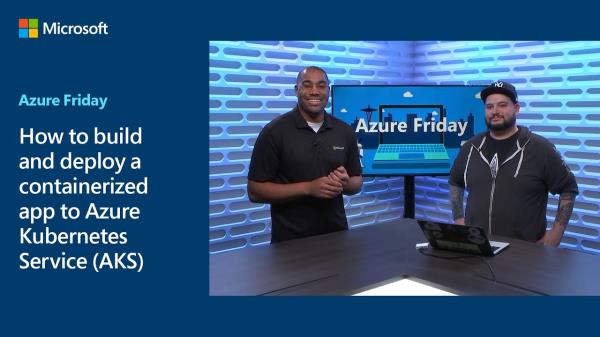 Microsoft
Azure Friday
How to build
and deploy a
containerized
app to Azure
Kubernetes
Service (AKS)
Azure Friday